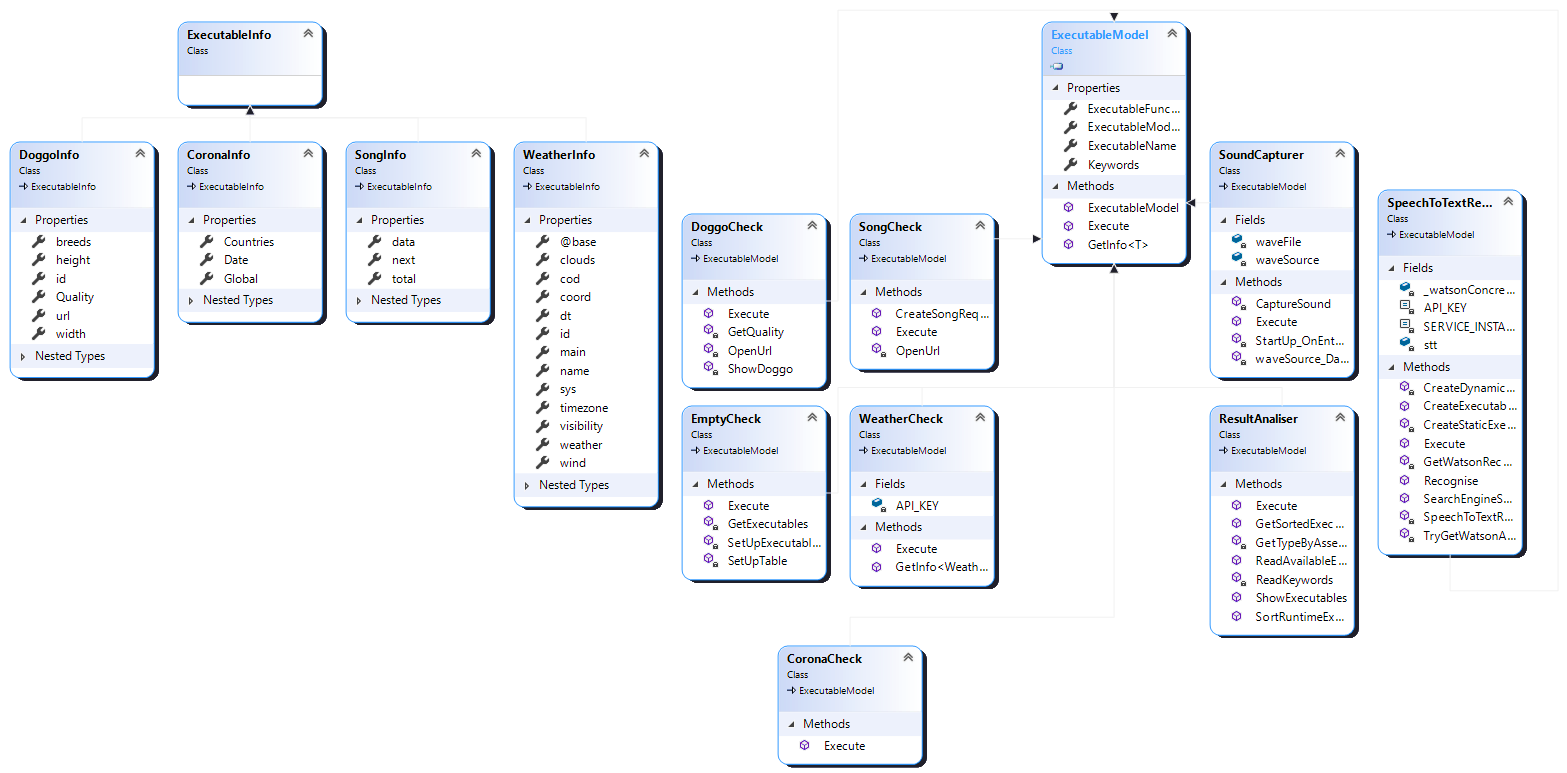 ExecutableInfo
Class
DoggoInfo
Class
ExecutableInfo
Properties
breeds
height
id
Quality
url
width
Nested Types
CoronaInfo
Class
ExecutableInfo
Properties
Countries
Date
Global
Nested Types
SongInfo
Class
ExecutableInfo
Properties
data
next
total
Nested Types
WeatherInfo
Class
ExecutableInfo
Properties
@base
clouds
cod
coord
dt
id
main
name
sys
timezone
visibility
weather
wind
Nested Types
DoggoCheck
Class
ExecutableModel
Methods
Execute
GetQuality
OpenUrl
ShowDoggo
SongCheck
Class
ExecutableModel
Methods
CreateSongReq...
Execute
OpenUrl
ExecutableModel
Class
Properties
ExecutableFunc...
ExecutableMod...
ExecutableName
Keywords
Methods
ExecutableModel
Execute
GetInfo<T>
SoundCapturer
Class
ExecutableModel
Fields
waveFile
waveSource
Methods
CaptureSound
Execute
StartUp_OnEnt...
waveSource_Da...
SpeechToTextRe...
Class
ExecutableModel
Fields
_watsonConcre...
API_KEY
SERVICE_INSTA...
stt
Methods
CreateDynamic...
CreateExecutab...
CreateStaticExe...
Execute
GetWatsonRec...
Recognise
SearchEngineS...
SpeechToTextR...
TryGetWatsonA...
EmptyCheck
Class
ExecutableModel
Methods
Execute
GetExecutables
SetUpExecutabl...
SetUpTable
WeatherCheck
Class
ExecutableModel
Fields
API_KEY
Methods
Execute
GetInfo<Weath...
ResultAnaliser
Class
ExecutableModel
Methods
Execute
GetSortedExec...
GetTypeByAsse...
ReadAvailableE...
ReadKeywords
ShowExecutables
SortRuntimeEx...
CoronaCheck
Class
ExecutableModel
Methods
Execute